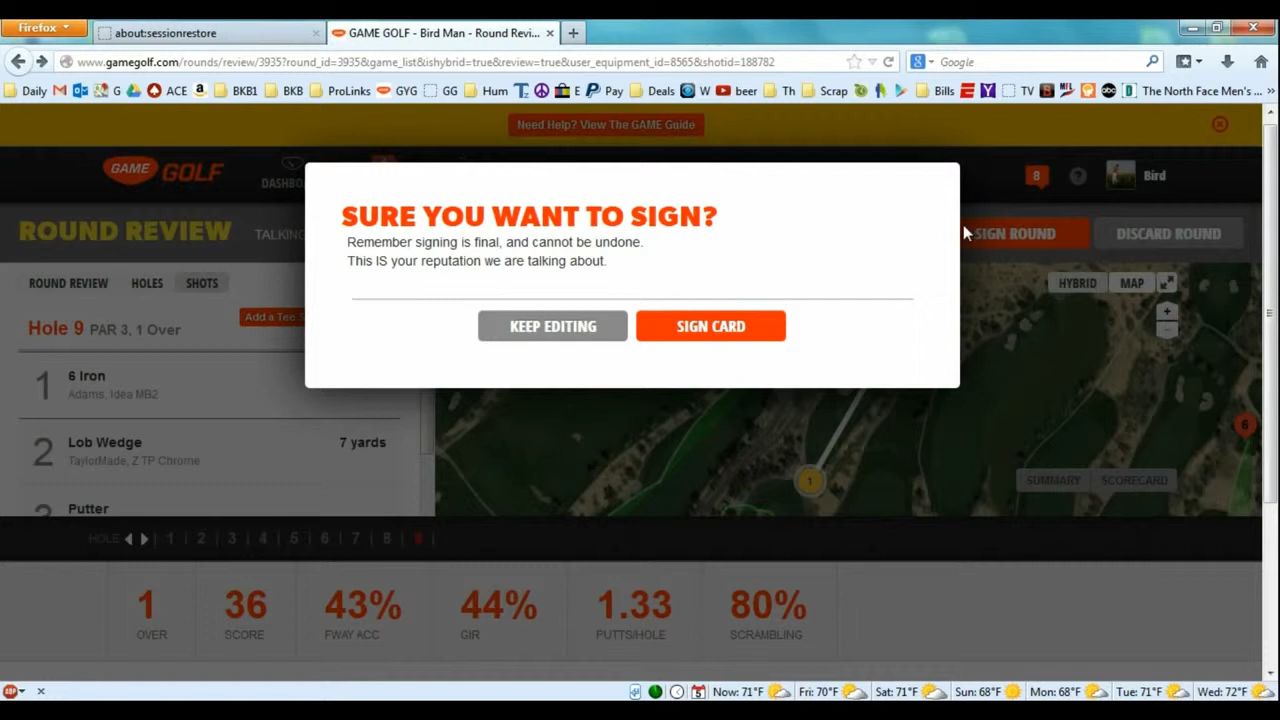 Firefox
about:sessionrestore
GAME GOLF - Bird Man - Round Revi...
www.gamegolf.com/rounds/review/3935?round_id=3935&game_list&ishybrid=true&review=true&user_equipment_id=8565&shotid=188782
Google
Daily G ACE BKB1 BKB ProLinks GYG GG Hum E Pay Deals W beer Th Scrap Bills TV The North Face Men's...
Need Help? View The GAME Guide
GAME GOLF
8
Bird
ROUND REVIEW
SIGN ROUND
DISCARD ROUND
SURE YOU WANT TO SIGN?
Remember signing is final, and cannot be undone.
This IS your reputation we are talking about.
KEEP EDITING
SIGN CARD
ROUND REVIEW HOLES SHOTS
HYBRID MAP
Hole 9 PAR 3, 1 Over
Add a Tee
1 6 Iron
Adams, Idea MB2
2 Lob Wedge 7 yards
TaylorMade, Z TP Chrome
Putter
1
6
SUMMARY SCORECARD
HOLE 1 | 2 | 3 | 4 | 5 | 6 | 7 | 8 | 9 |
1 36 43% 44% 1.33 80%
OVER SCORE FWAY ACC GIR PUTTS/HOLE SCRAMBLING
ABP
5 Now: 71°F Fri: 70°F Sat: 71°F Sun: 68°F Mon: 68°F Tue: 71°F Wed: 72°F